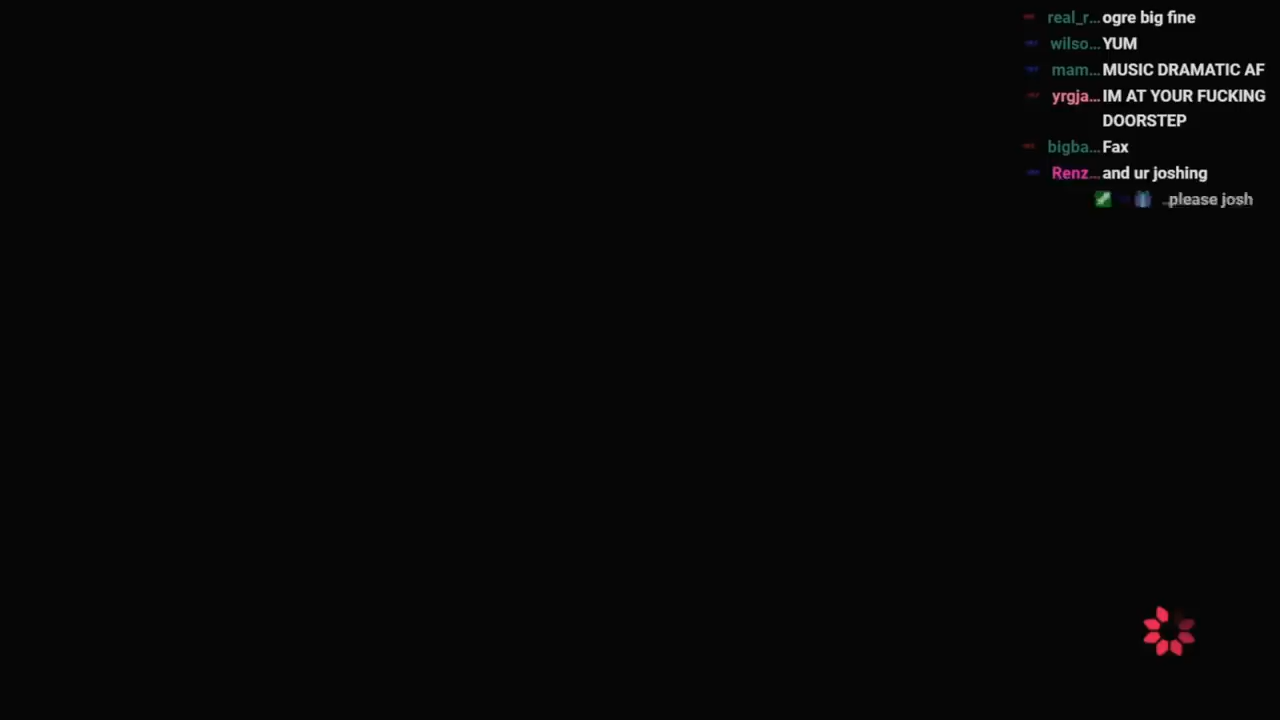 real_r... ogre big fine
wilso... YUM
mam... MUSIC DRAMATIC AF
yrgja... IM AT YOUR FUCKING
DOORSTEP
bigba... Fax
Renz... and ur joshing
...please josh